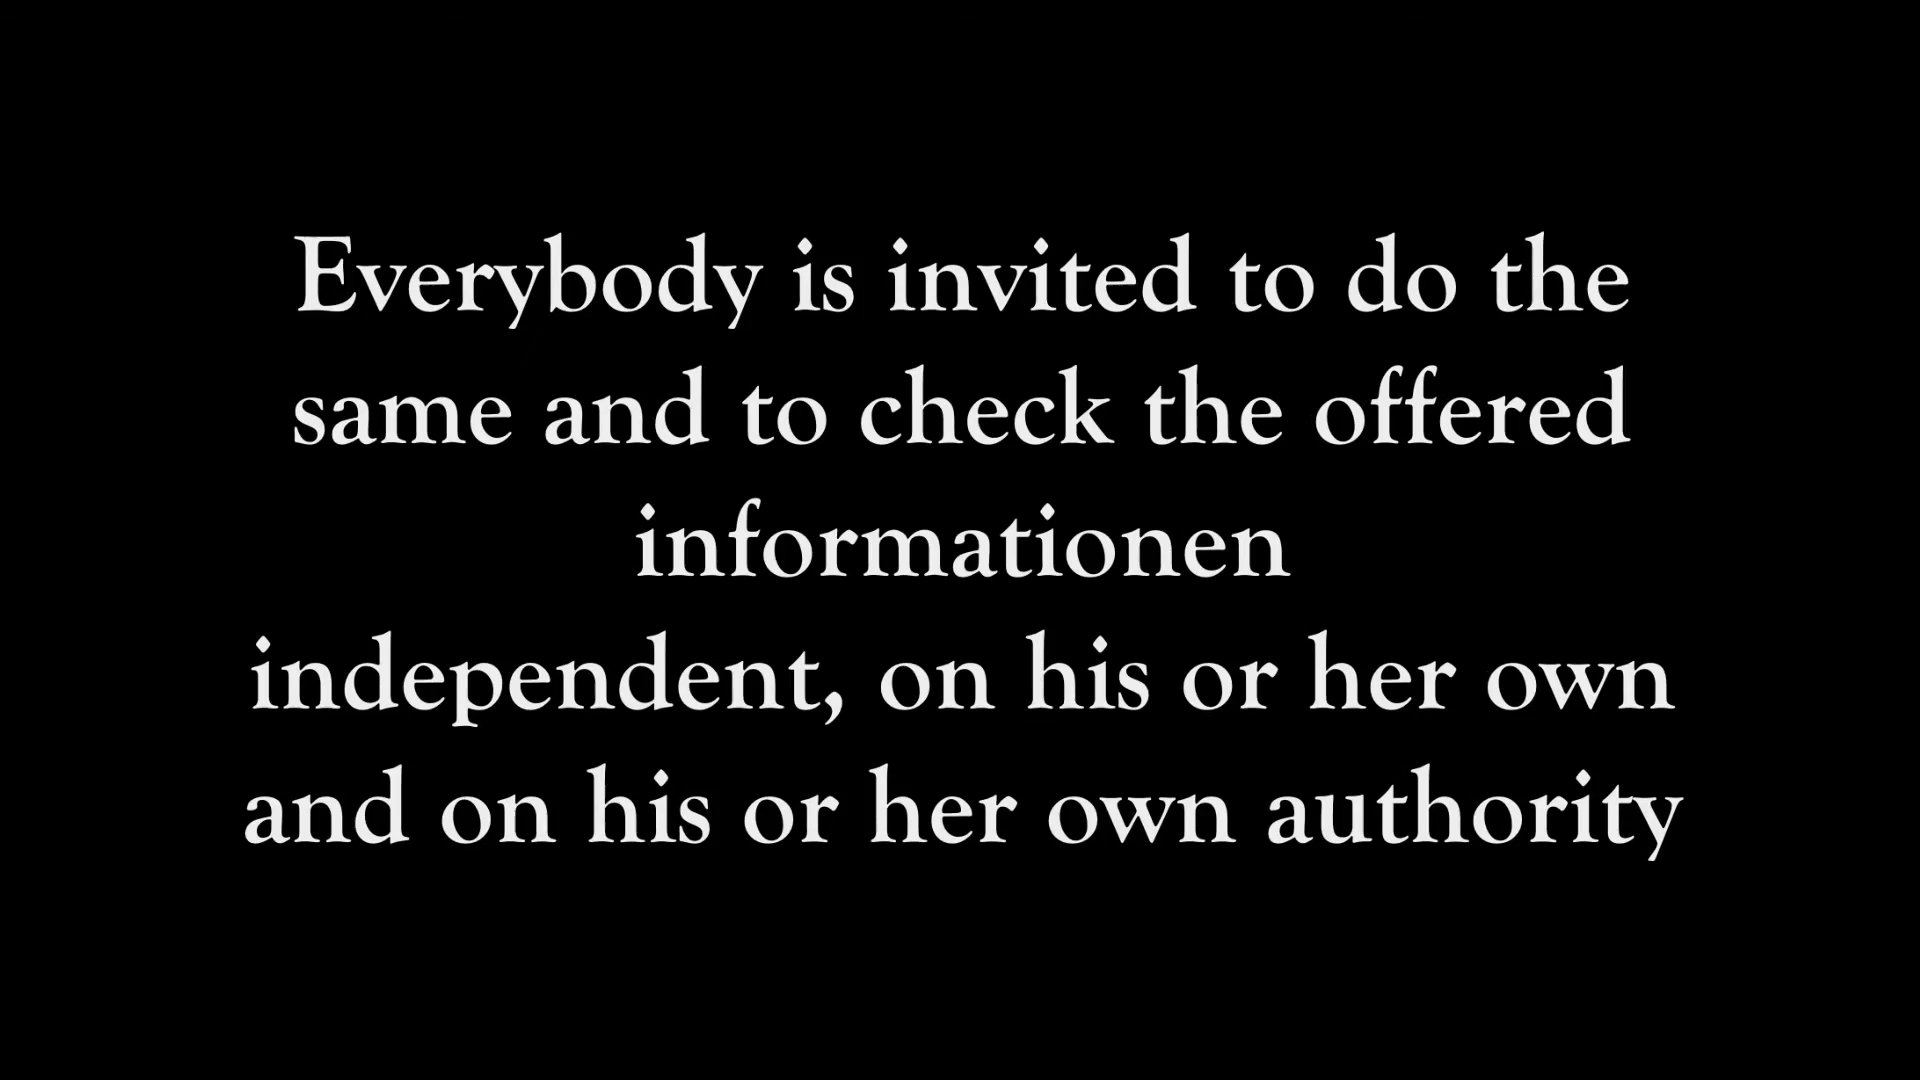 Everybody is invited to do the
same and to check the offered
informationen
independent, on his or her own
and on his or her own authority